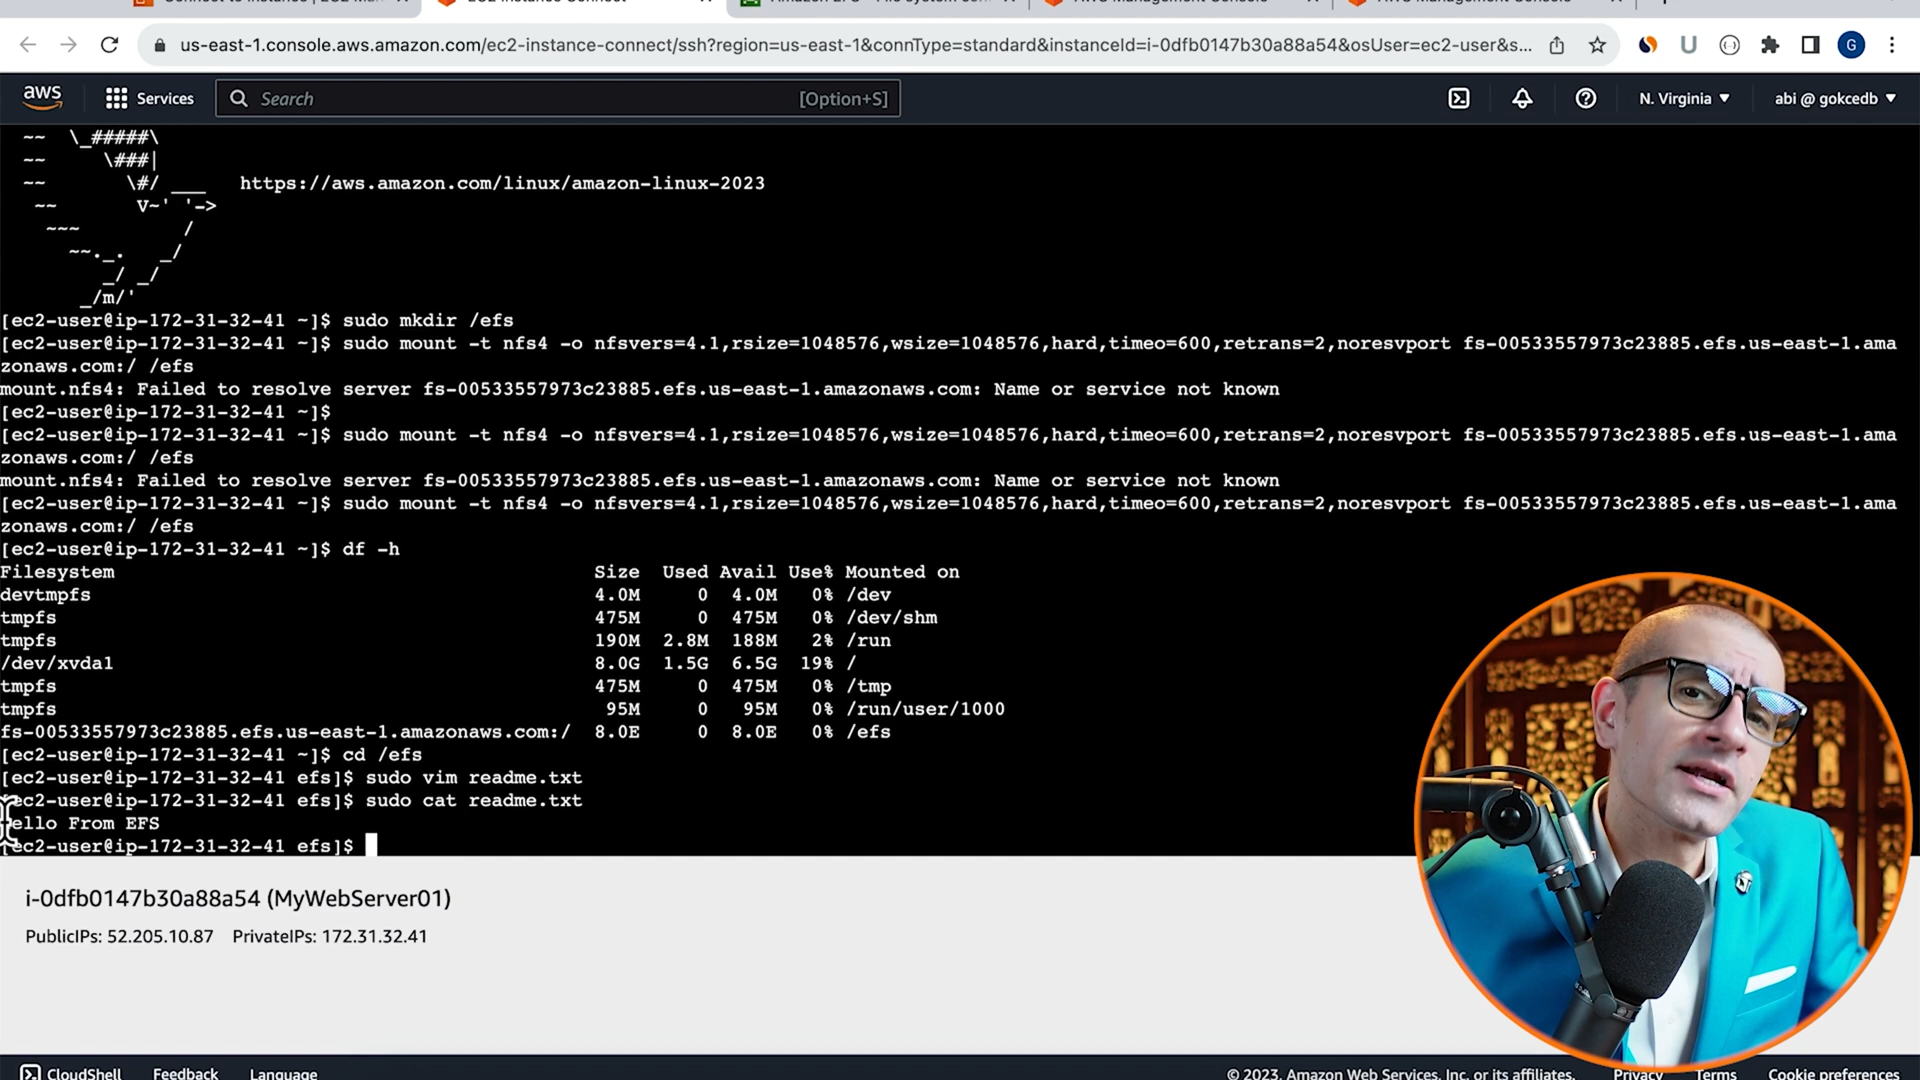 us-east-1.console.aws.amazon.com/ec2-instance-connect/ssh?region=us-east-1&connType=standard&instanceId=i-0dfb0147b30a88a54&osUser=ec2-user&s...
G
aws Services Search [Option+S] N. Virginia abi @ gokcedb
~~ \_#####\
~~ \###|
~~ \#/ ___ https://aws.amazon.com/linux/amazon-linux-2023
~~ V~' '->
~~~ /
~~._. _/
_/ _/
_/m/'
[ec2-user@ip-172-31-32-41 ~]$ sudo mkdir /efs
[ec2-user@ip-172-31-32-41 ~]$ sudo mount -t nfs4 -o nfsvers=4.1,rsize=1048576,wsize=1048576,hard,timeo=600,retrans=2,noresvport fs-00533557973c23885.efs.us-east-1.ama
zonaws.com:/ /efs
mount.nfs4: Failed to resolve server fs-00533557973c23885.efs.us-east-1.amazonaws.com: Name or service not known
[ec2-user@ip-172-31-32-41 ~]$
[ec2-user@ip-172-31-32-41 ~]$ sudo mount -t nfs4 -o nfsvers=4.1,rsize=1048576,wsize=1048576,hard,timeo=600,retrans=2,noresvport fs-00533557973c23885.efs.us-east-1.ama
zonaws.com:/ /efs
mount.nfs4: Failed to resolve server fs-00533557973c23885.efs.us-east-1.amazonaws.com: Name or service not known
[ec2-user@ip-172-31-32-41 ~]$ sudo mount -t nfs4 -o nfsvers=4.1,rsize=1048576,wsize=1048576,hard,timeo=600,retrans=2,noresvport fs-00533557973c23885.efs.us-east-1.ama
zonaws.com:/ /efs
[ec2-user@ip-172-31-32-41 ~]$ df -h
Filesystem Size Used Avail Use% Mounted on
devtmpfs 4.0M 0 4.0M 0% /dev
tmpfs 475M 0 475M 0% /dev/shm
tmpfs 190M 2.8M 188M 2% /run
/dev/xvda1 8.0G 1.5G 6.5G 19% /
tmpfs 475M 0 475M 0% /tmp
tmpfs 95M 0 95M 0% /run/user/1000
fs-00533557973c23885.efs.us-east-1.amazonaws.com:/ 8.0E 0 8.0E 0% /efs
[ec2-user@ip-172-31-32-41 ~]$ cd /efs
[ec2-user@ip-172-31-32-41 efs]$ sudo vim readme.txt
[ec2-user@ip-172-31-32-41 efs]$ sudo cat readme.txt
Hello From EFS
[ec2-user@ip-172-31-32-41 efs]$
i-0dfb0147b30a88a54 (MyWebServer01)
PublicIPs: 52.205.10.87 PrivateIPs: 172.31.32.41
CloudShell Feedback Language © 2023, Amazon Web Services, Inc. or its affiliates. Privacy Terms Cookie preferences